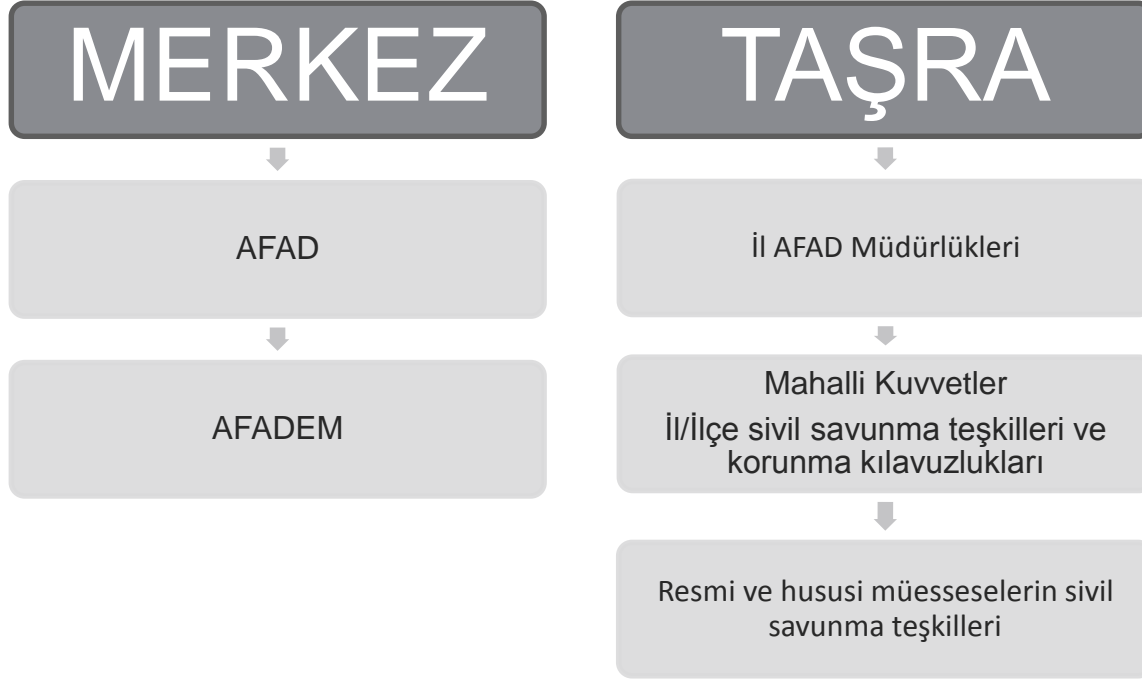 MERKEZ
AFAD
AFADEM
TAŞRA
İl AFAD Müdürlükleri
Mahalli Kuvvetler
İl/İlçe sivil savunma teşkilleri ve
korunma kılavuzlukları
Resmi ve hususi müesseselerin sivil
savunma teşkilleri